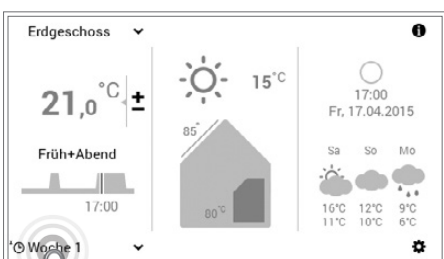 Erdgeschoss
21,0 °C ±
Früh+Abend
17:00
Woche 1
15°C
85°
80°C
17:00
Fr, 17.04.2015
Sa So Mo
16°C 12°C 9°C
11°C 10°C 6°C